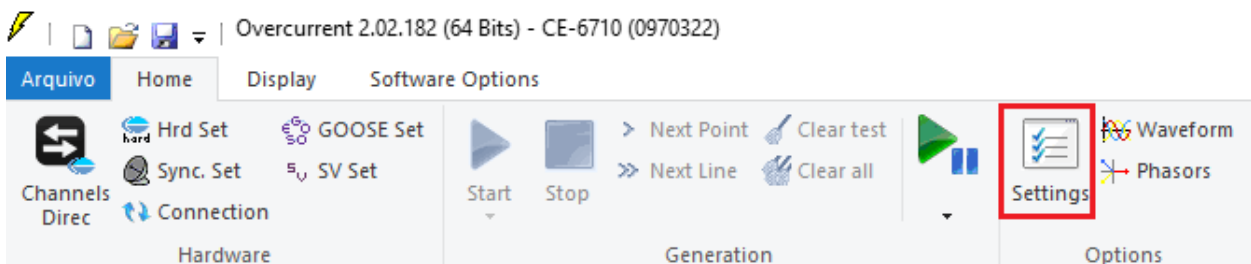 Overcurrent 2.02.182 (64 Bits) - CE-6710 (0970322)
Arquivo Home Display Software Options
Hrd Set GOOSE Set Next Point Clear test Waveform
Sync. Set SV Set Next Line Clear all Phasors
Channels Direc Connection Start Stop Settings
Hardware Generation Options